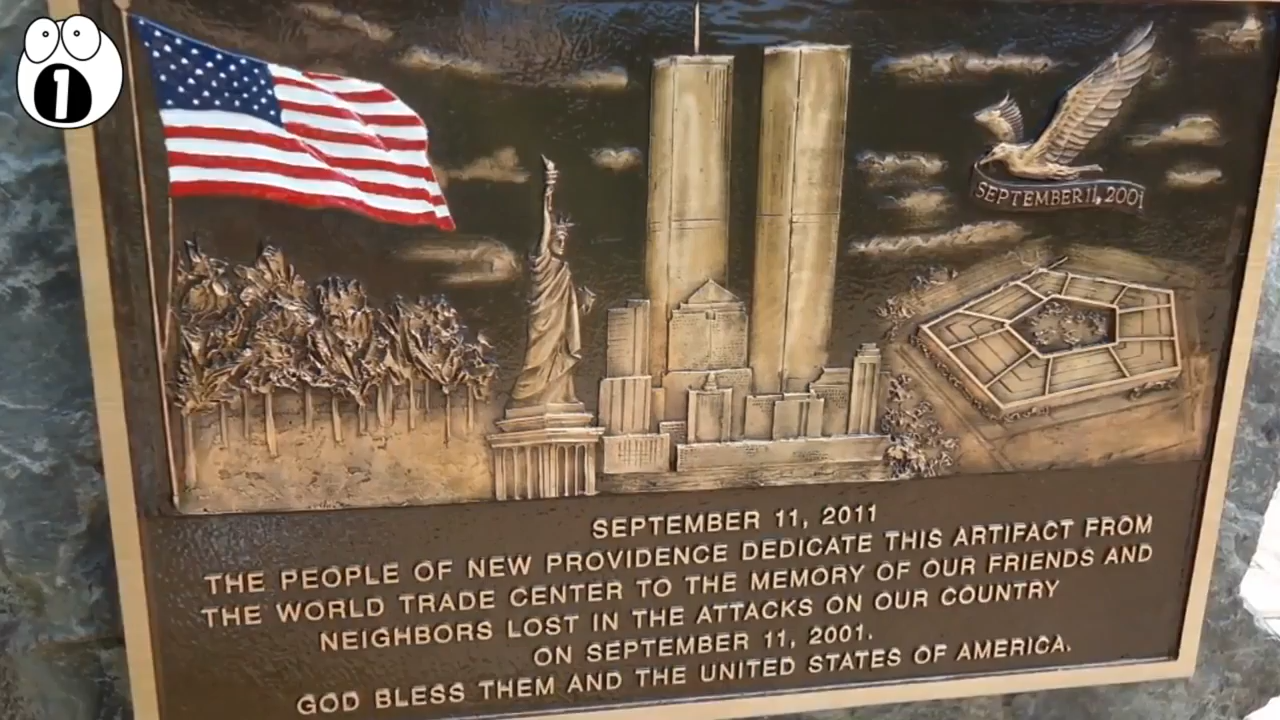 1
SEPTEMBER 11, 2001
SEPTEMBER 11, 2011
THE PEOPLE OF NEW PROVIDENCE DEDICATE THIS ARTIFACT FROM
THE WORLD TRADE CENTER TO THE MEMORY OF OUR FRIENDS AND
NEIGHBORS LOST IN THE ATTACKS ON OUR COUNTRY
ON SEPTEMBER 11, 2001.
GOD BLESS THEM AND THE UNITED STATES OF AMERICA.